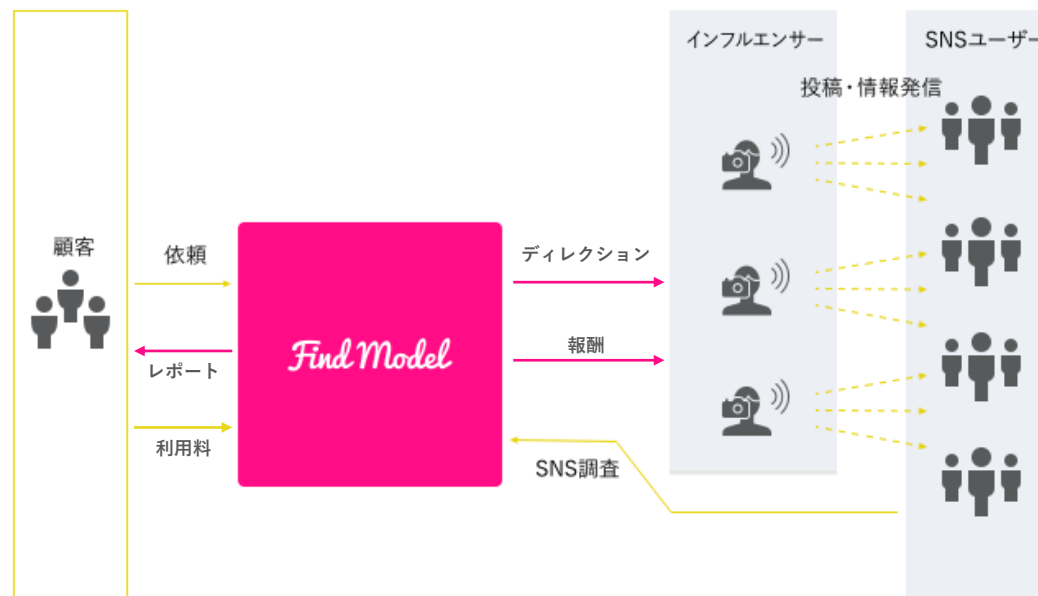 インフルエンサー
SNSユーザー
投稿・情報発信
顧客
依頼
ディレクション
Find Model
報酬
レポート
利用料
SNS調査